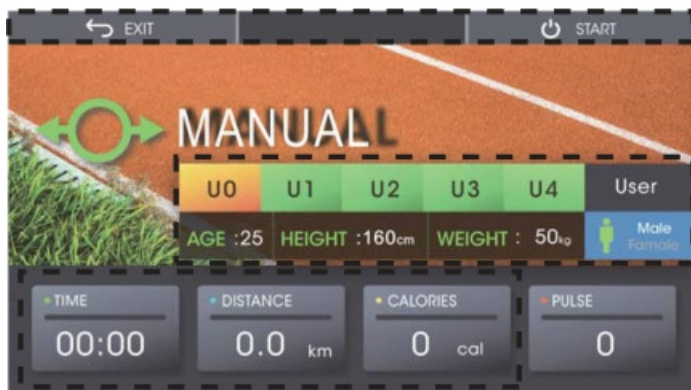 EXIT START
MANUAL
U0 U1 U2 U3 U4 User
AGE :25 HEIGHT :160cm WEIGHT : 50kg Male
Famale
TIME DISTANCE CALORIES PULSE
00:00 0.0 km 0 cal 0